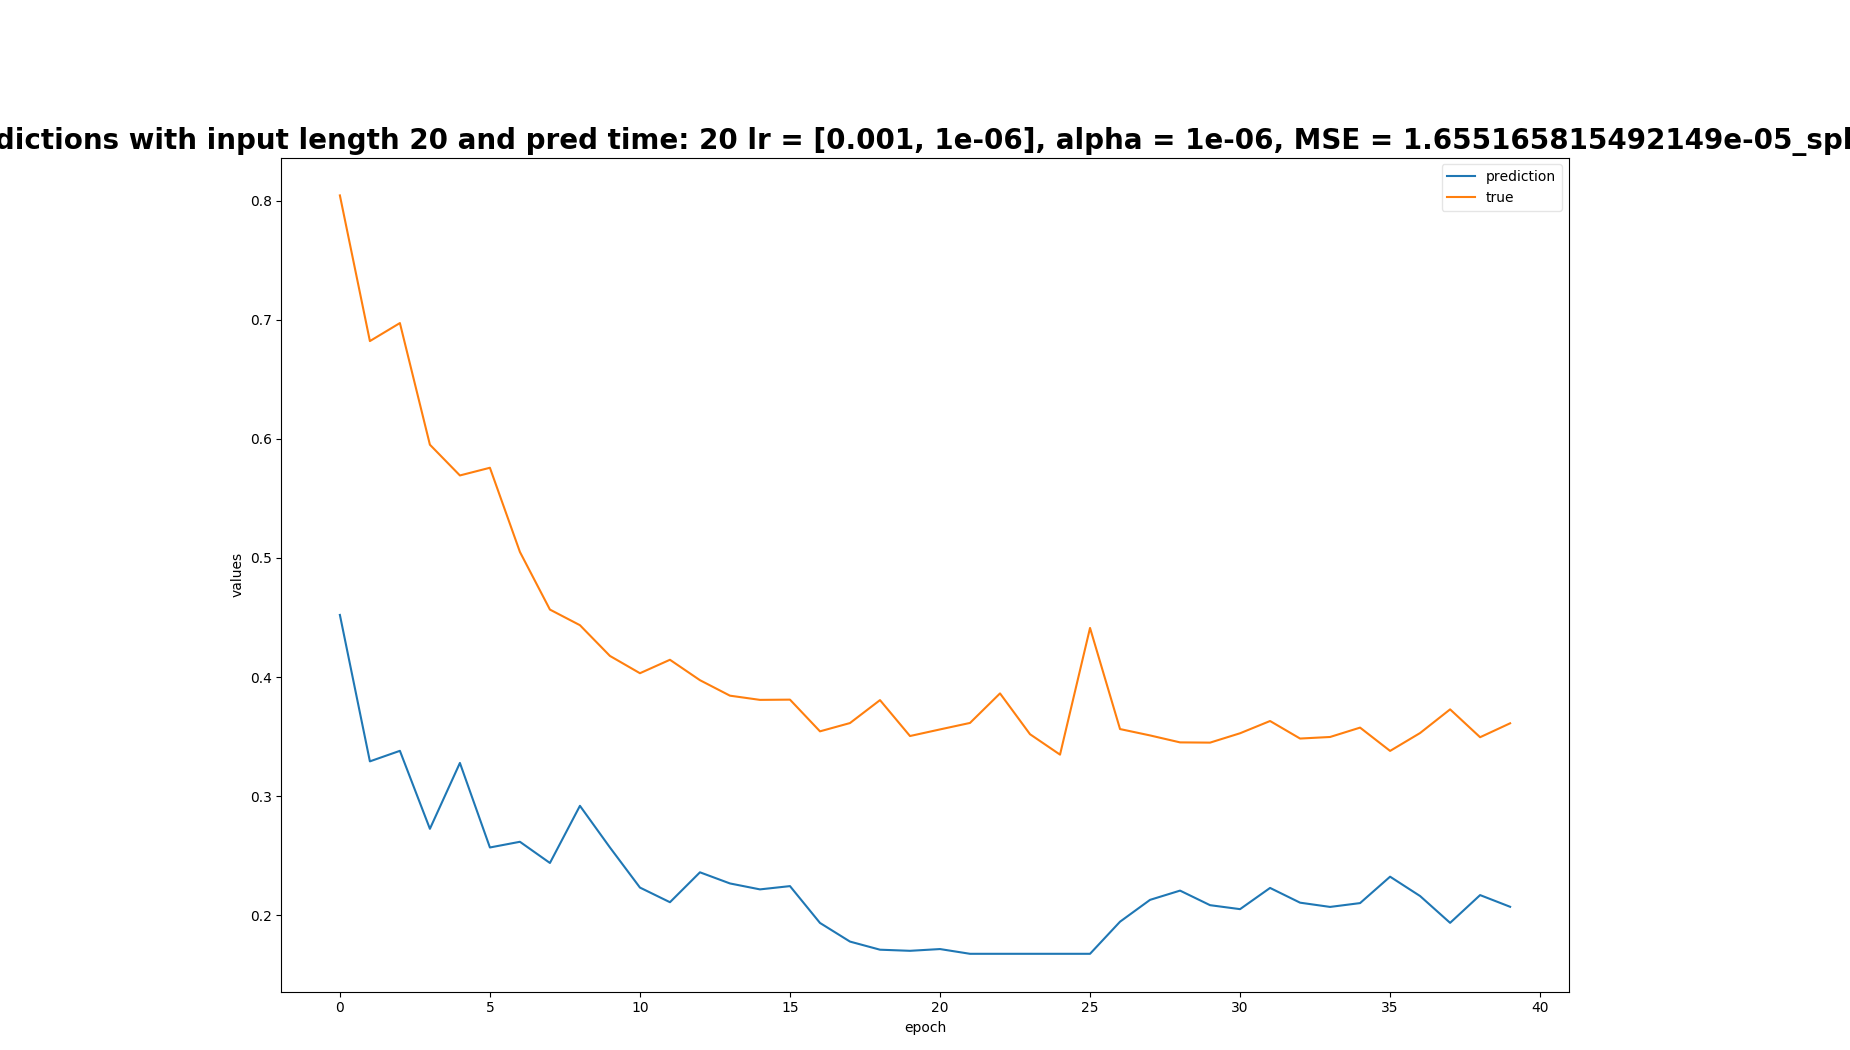 dictions with input length 20 and pred time: 20 lr = [0.001, 1e-06], alpha = 1e-06, MSE = 1.655165815492149e-05_spl
prediction
true
0.8
0.7
0.6
0.5
0.4
0.3
0.2
values
0 5 10 15 20 25 30 35 40
epoch